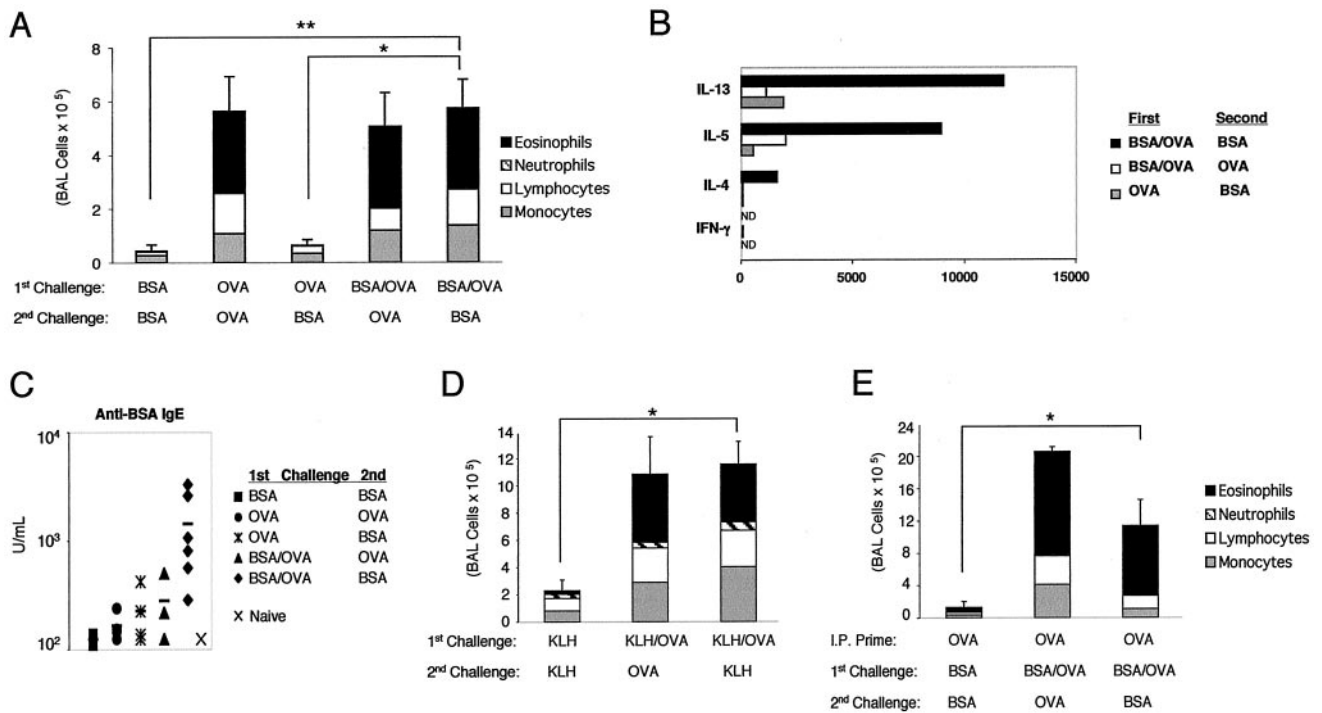 A
** 
*
8
6
4
2
0
(BAL Cells x 10⁵)
Eosinophils
Neutrophils
Lymphocytes
Monocytes
1st Challenge: BSA OVA OVA BSA/OVA BSA/OVA
2nd Challenge: BSA OVA BSA OVA BSA
B
IL-13
IL-5
IL-4
IFN-γ
ND
ND
0 5000 10000 15000
First Second
BSA/OVA BSA
BSA/OVA OVA
OVA BSA
C
Anti-BSA IgE
10⁴
10³
10²
U/mL
1st Challenge 2nd
BSA BSA
OVA OVA
OVA BSA
BSA/OVA OVA
BSA/OVA BSA
Naive
D
*
14
12
10
8
6
4
2
0
(BAL Cells x 10⁵)
1st Challenge: KLH KLH/OVA KLH/OVA
2nd Challenge: KLH OVA KLH
E
*
24
20
16
12
8
4
0
(BAL Cells x 10⁵)
Eosinophils
Neutrophils
Lymphocytes
Monocytes
I.P. Prime: OVA OVA OVA
1st Challenge: BSA BSA/OVA BSA/OVA
2nd Challenge: BSA OVA BSA